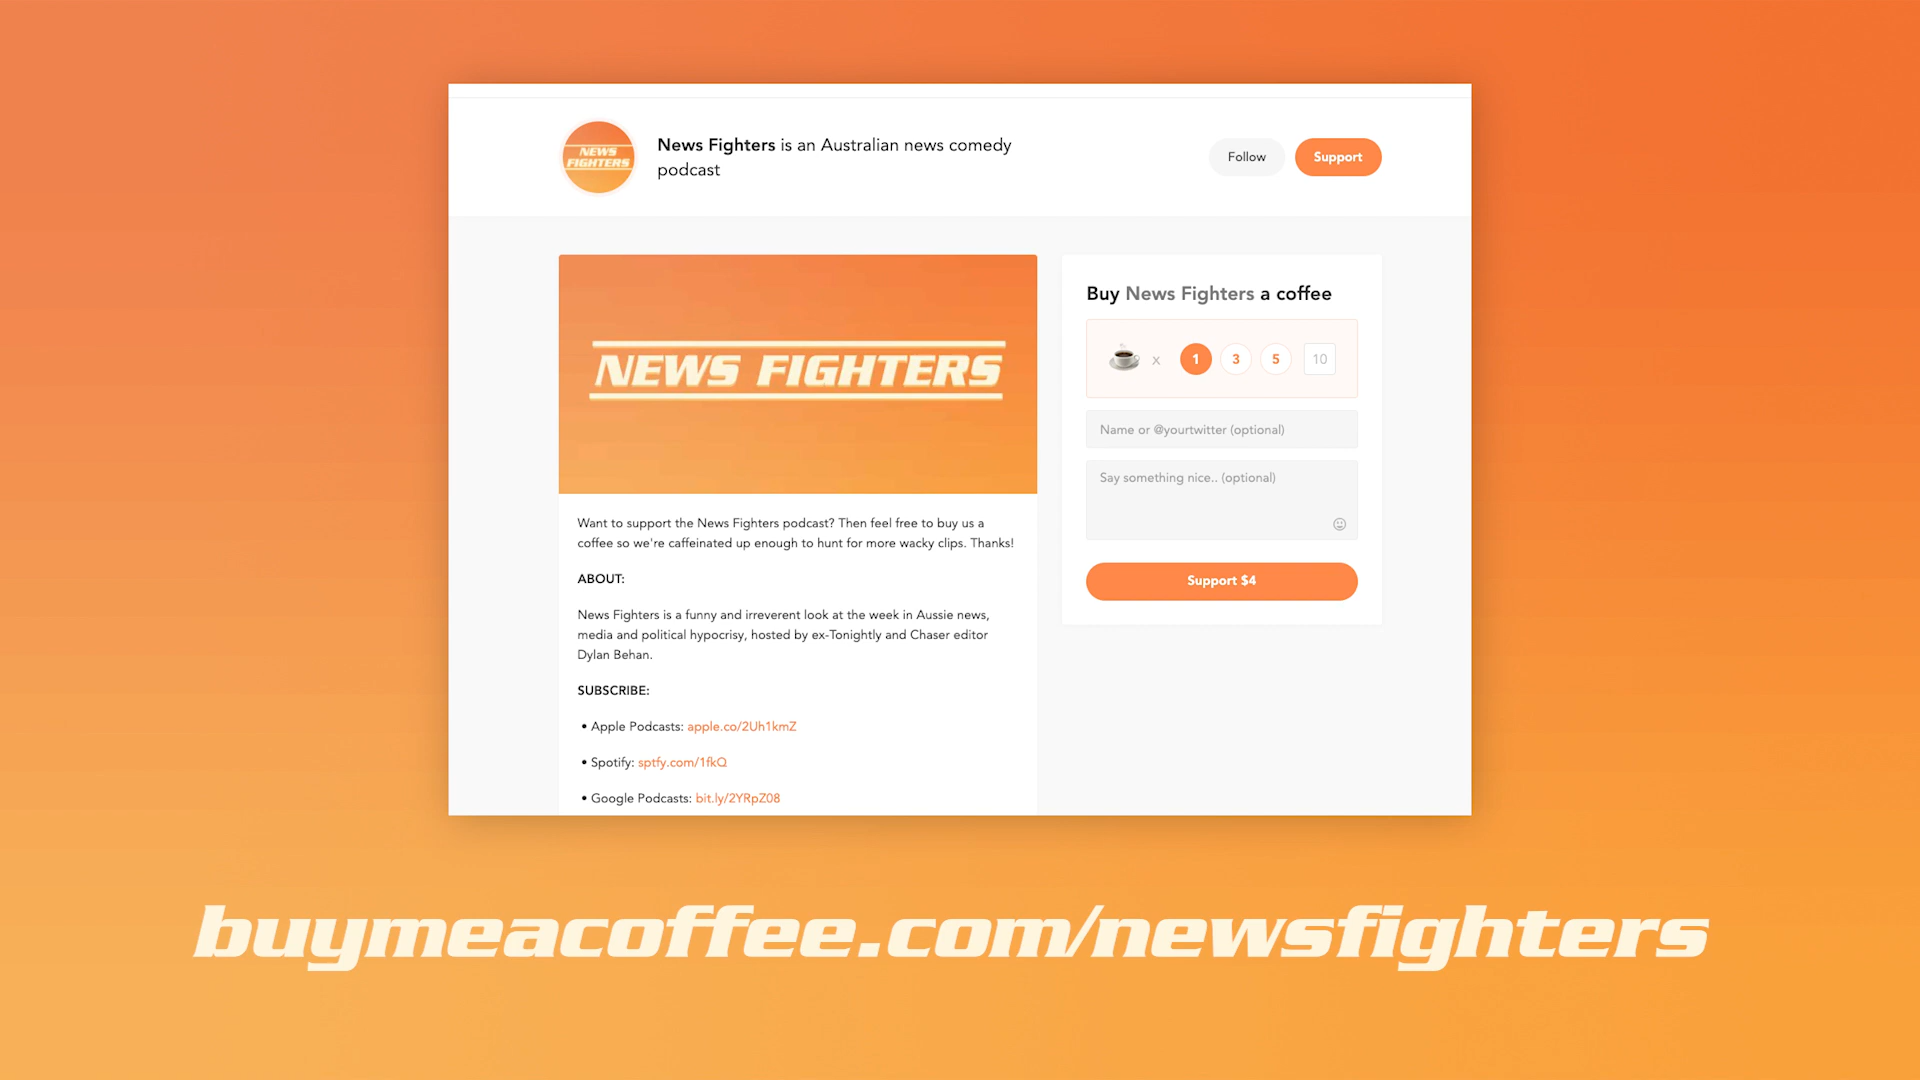 NEWS
FIGHTERS
News Fighters is an Australian news comedy
podcast
Follow
Support
NEWS FIGHTERS
Want to support the News Fighters podcast? Then feel free to buy us a
coffee so we're caffeinated up enough to hunt for more wacky clips. Thanks!
ABOUT:
News Fighters is a funny and irreverent look at the week in Aussie news,
media and political hypocrisy, hosted by ex-Tonightly and Chaser editor
Dylan Behan.
SUBSCRIBE:
• Apple Podcasts: apple.co/2Uh1kmZ
• Spotify: sptfy.com/1fkQ
• Google Podcasts: bit.ly/2YRpZ08
Buy News Fighters a coffee
x 1 3 5 10
Name or @yourtwitter (optional)
Say something nice.. (optional)
Support $4
buymeacoffee.com/newsfighters